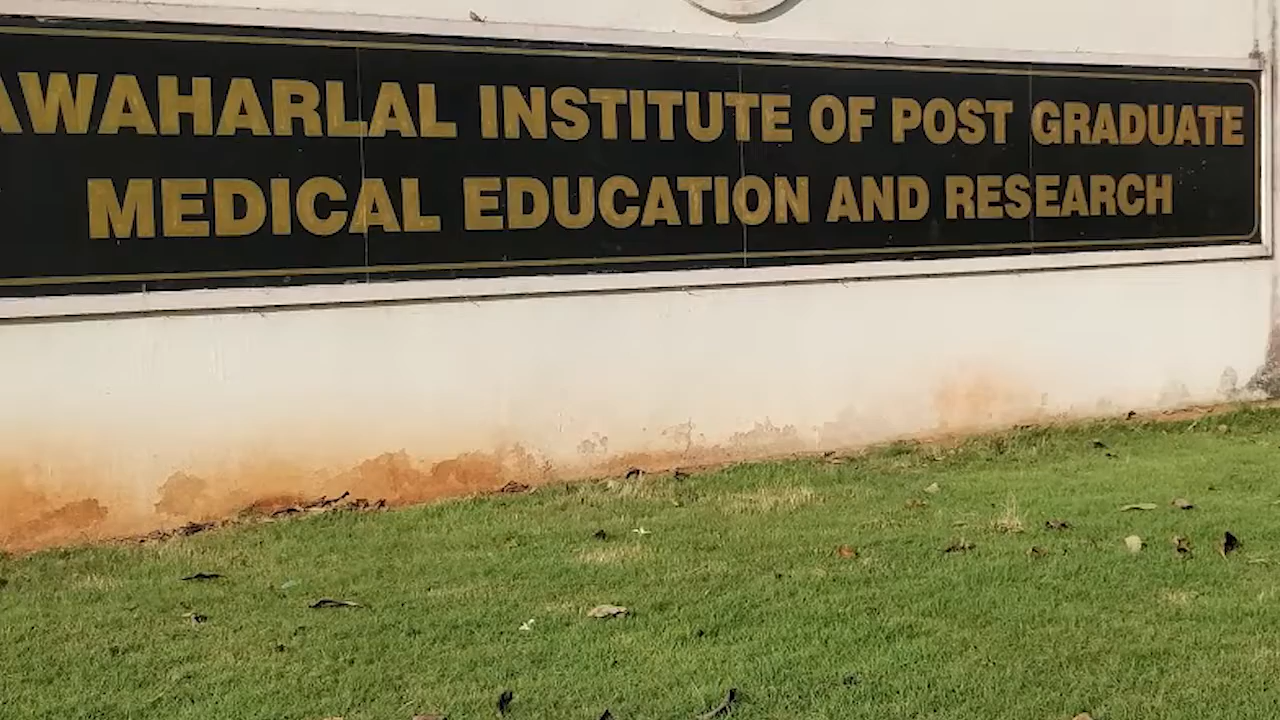 AWAHARLAL INSTITUTE OF POST GRADUATE
MEDICAL EDUCATION AND RESEARCH